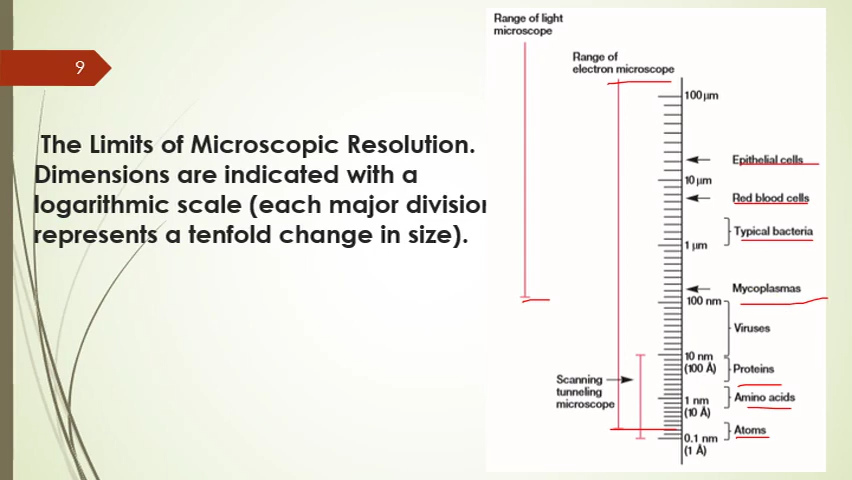 9
The Limits of Microscopic Resolution.
Dimensions are indicated with a
logarithmic scale (each major division
represents a tenfold change in size).
Range of light
microscope
Range of
electron microscope
100 µm
Epithelial cells
10 µm
Red blood cells
Typical bacteria
1 µm
Mycoplasmas
100 nm
Viruses
10 nm
(100 Å)
Proteins
Scanning
tunneling
microscope
Amino acids
1 nm
(10 Å)
Atoms
0.1 nm
(1 Å)